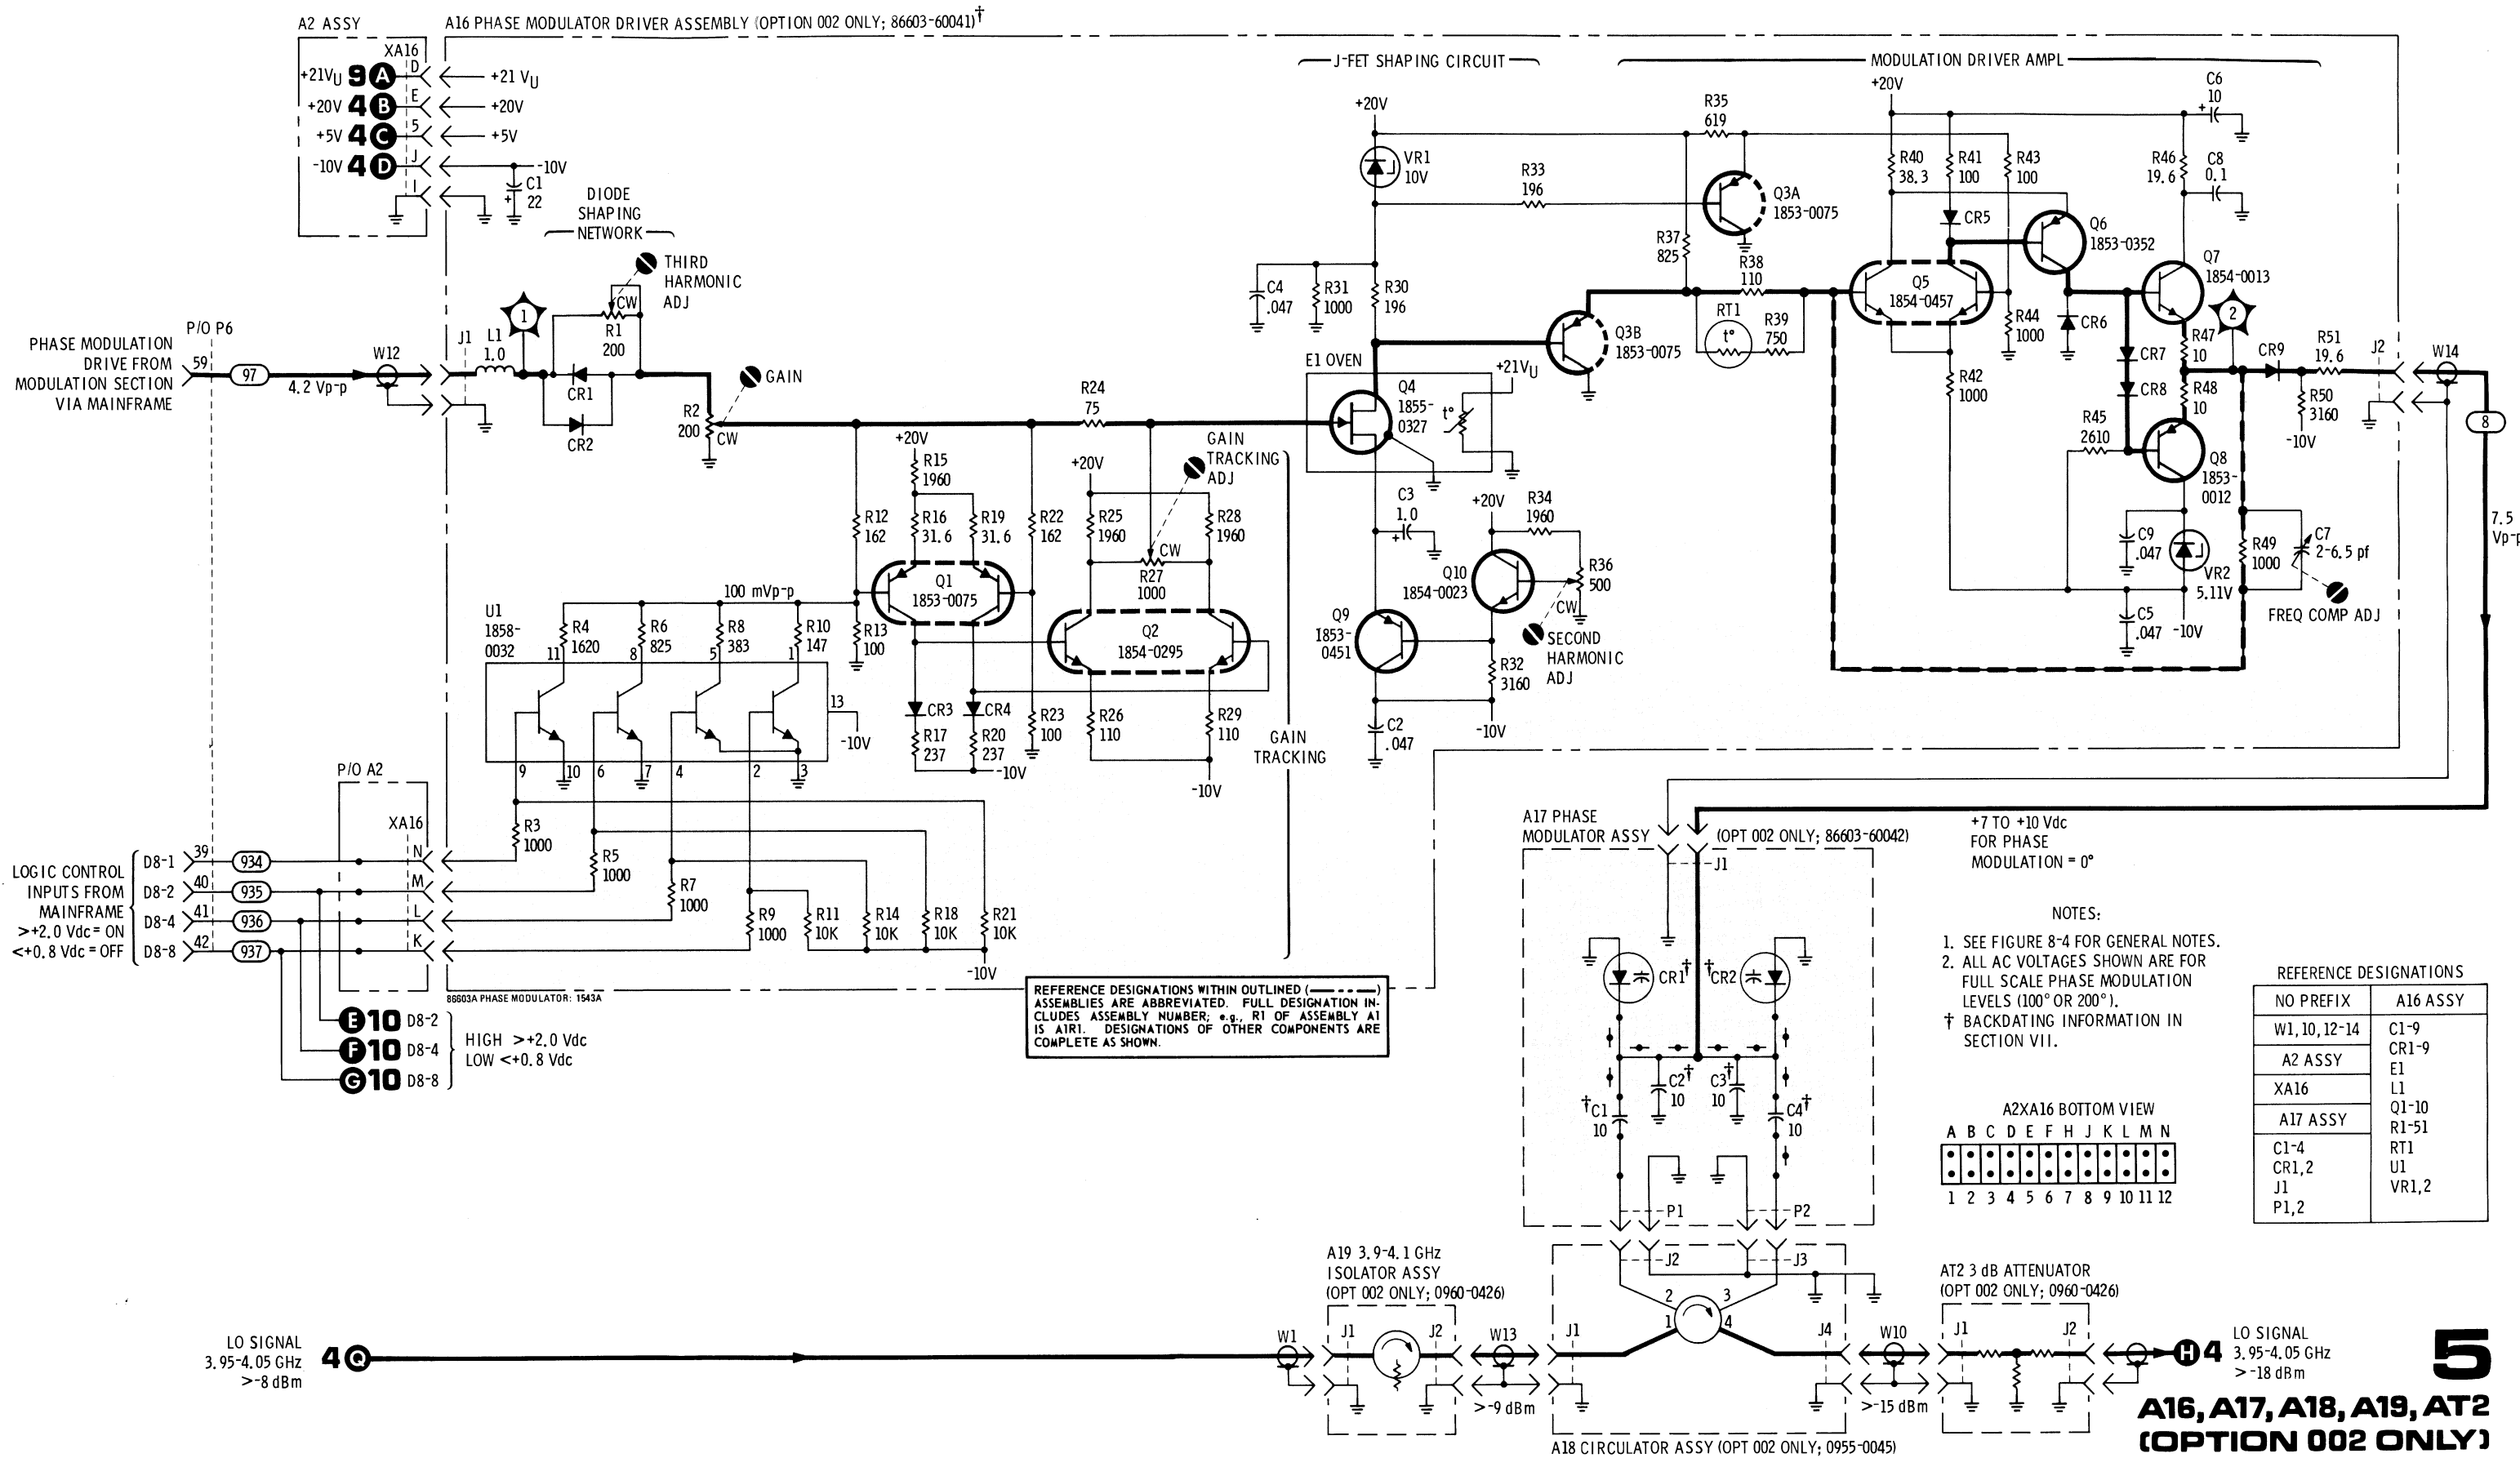 A2 ASSY
A16 PHASE MODULATOR DRIVER ASSEMBLY (OPTION 002 ONLY; 86603-60041)†
XA16
+21VU 9 A D +21 VU
+20V 4 B E +20V
+5V 4 C 5 +5V
-10V 4 D J -10V
I
C1
22
DIODE
SHAPING
NETWORK
THIRD
HARMONIC
ADJ
CW
R1
200
CR1
CR2
1
J1
L1
1.0
P/O P6
PHASE MODULATION
DRIVE FROM
MODULATION SECTION
VIA MAINFRAME
59
97
4.2 Vp-p
W12
GAIN
R2
200
CW
R24
75
GAIN
TRACKING
ADJ
+20V
R15
1960
+20V
R12
162
R16
31.6
R19
31.6
R22
162
R25
1960
R28
1960
CW
R27
1000
Q1
1853-0075
Q2
1854-0295
100 mVp-p
U1
1858-
0032
R4
1620
R6
825
R8
383
R10
147
R13
100
11
8
5
1
13
-10V
9
10
6
7
4
2
3
CR3
CR4
R17
237
R20
237
-10V
R23
100
R26
110
R29
110
-10V
GAIN
TRACKING
P/O A2
XA16
R3
1000
R5
1000
R7
1000
R9
1000
R11
10K
R14
10K
R18
10K
R21
10K
-10V
LOGIC CONTROL
INPUTS FROM
MAINFRAME
>+2.0 Vdc = ON
<+0.8 Vdc = OFF
D8-1 39 934 N
D8-2 40 935 M
D8-4 41 936 L
D8-8 42 937 K
86603A PHASE MODULATOR: 1543A
E 10 D8-2
F 10 D8-4
G 10 D8-8
HIGH >+2.0 Vdc
LOW <+0.8 Vdc
REFERENCE DESIGNATIONS WITHIN OUTLINED (— - - —)
ASSEMBLIES ARE ABBREVIATED. FULL DESIGNATION IN-
CLUDES ASSEMBLY NUMBER; e.g., R1 OF ASSEMBLY A1
IS A1R1. DESIGNATIONS OF OTHER COMPONENTS ARE
COMPLETE AS SHOWN.
J-FET SHAPING CIRCUIT
MODULATION DRIVER AMPL
+20V
VR1
10V
R33
196
R35
619
Q3A
1853-0075
C4
.047
R31
1000
R30
196
R37
825
R38
110
Q3B
1853-0075
RT1
t°
R39
750
E1 OVEN
Q4
1855-
0327
t°
+21VU
C3
1.0
+20V
R34
1960
Q10
1854-0023
R36
500
CW
Q9
1853-
0451
SECOND
HARMONIC
ADJ
R32
3160
C2
.047
-10V
+20V
C6
10
R40
38.3
R41
100
R43
100
R46
19.6
C8
0.1
CR5
Q6
1853-0352
Q5
1854-0457
Q7
1854-0013
2
R44
1000
CR6
R47
10
CR7
CR8
R48
10
CR9
R51
19.6
J2
W14
R50
3160
-10V
R42
1000
R45
2610
Q8
1853-
0012
8
7.5
Vp-p
C9
.047
VR2
5.11V
R49
1000
C7
2-6.5 pf
C5
.047
-10V
FREQ COMP ADJ
A17 PHASE
MODULATOR ASSY
(OPT 002 ONLY; 86603-60042)
J1
+7 TO +10 Vdc
FOR PHASE
MODULATION = 0°
CR1†
†CR2
C2†
10
C3†
10
†C1
10
C4†
10
P1
P2
NOTES:
1. SEE FIGURE 8-4 FOR GENERAL NOTES.
2. ALL AC VOLTAGES SHOWN ARE FOR
FULL SCALE PHASE MODULATION
LEVELS (100° OR 200°).
† BACKDATING INFORMATION IN
SECTION VII.
A2XA16 BOTTOM VIEW
A B C D E F H J K L M N
1 2 3 4 5 6 7 8 9 10 11 12
REFERENCE DESIGNATIONS
NO PREFIX
W1, 10, 12-14
A2 ASSY
XA16
A17 ASSY
C1-4
CR1,2
J1
P1,2
A16 ASSY
C1-9
CR1-9
E1
L1
Q1-10
R1-51
RT1
U1
VR1,2
LO SIGNAL
3.95-4.05 GHz
>-8 dBm
4 Q
W1
A19 3.9-4.1 GHz
ISOLATOR ASSY
(OPT 002 ONLY; 0960-0426)
J1
J2
W13
>-9 dBm
J1
J2
J3
2
3
1
4
J4
A18 CIRCULATOR ASSY (OPT 002 ONLY; 0955-0045)
W10
>-15 dBm
AT2 3 dB ATTENUATOR
(OPT 002 ONLY; 0960-0426)
J1
J2
H 4
LO SIGNAL
3.95-4.05 GHz
>-18 dBm
5
A16, A17, A18, A19, AT2
(OPTION 002 ONLY)